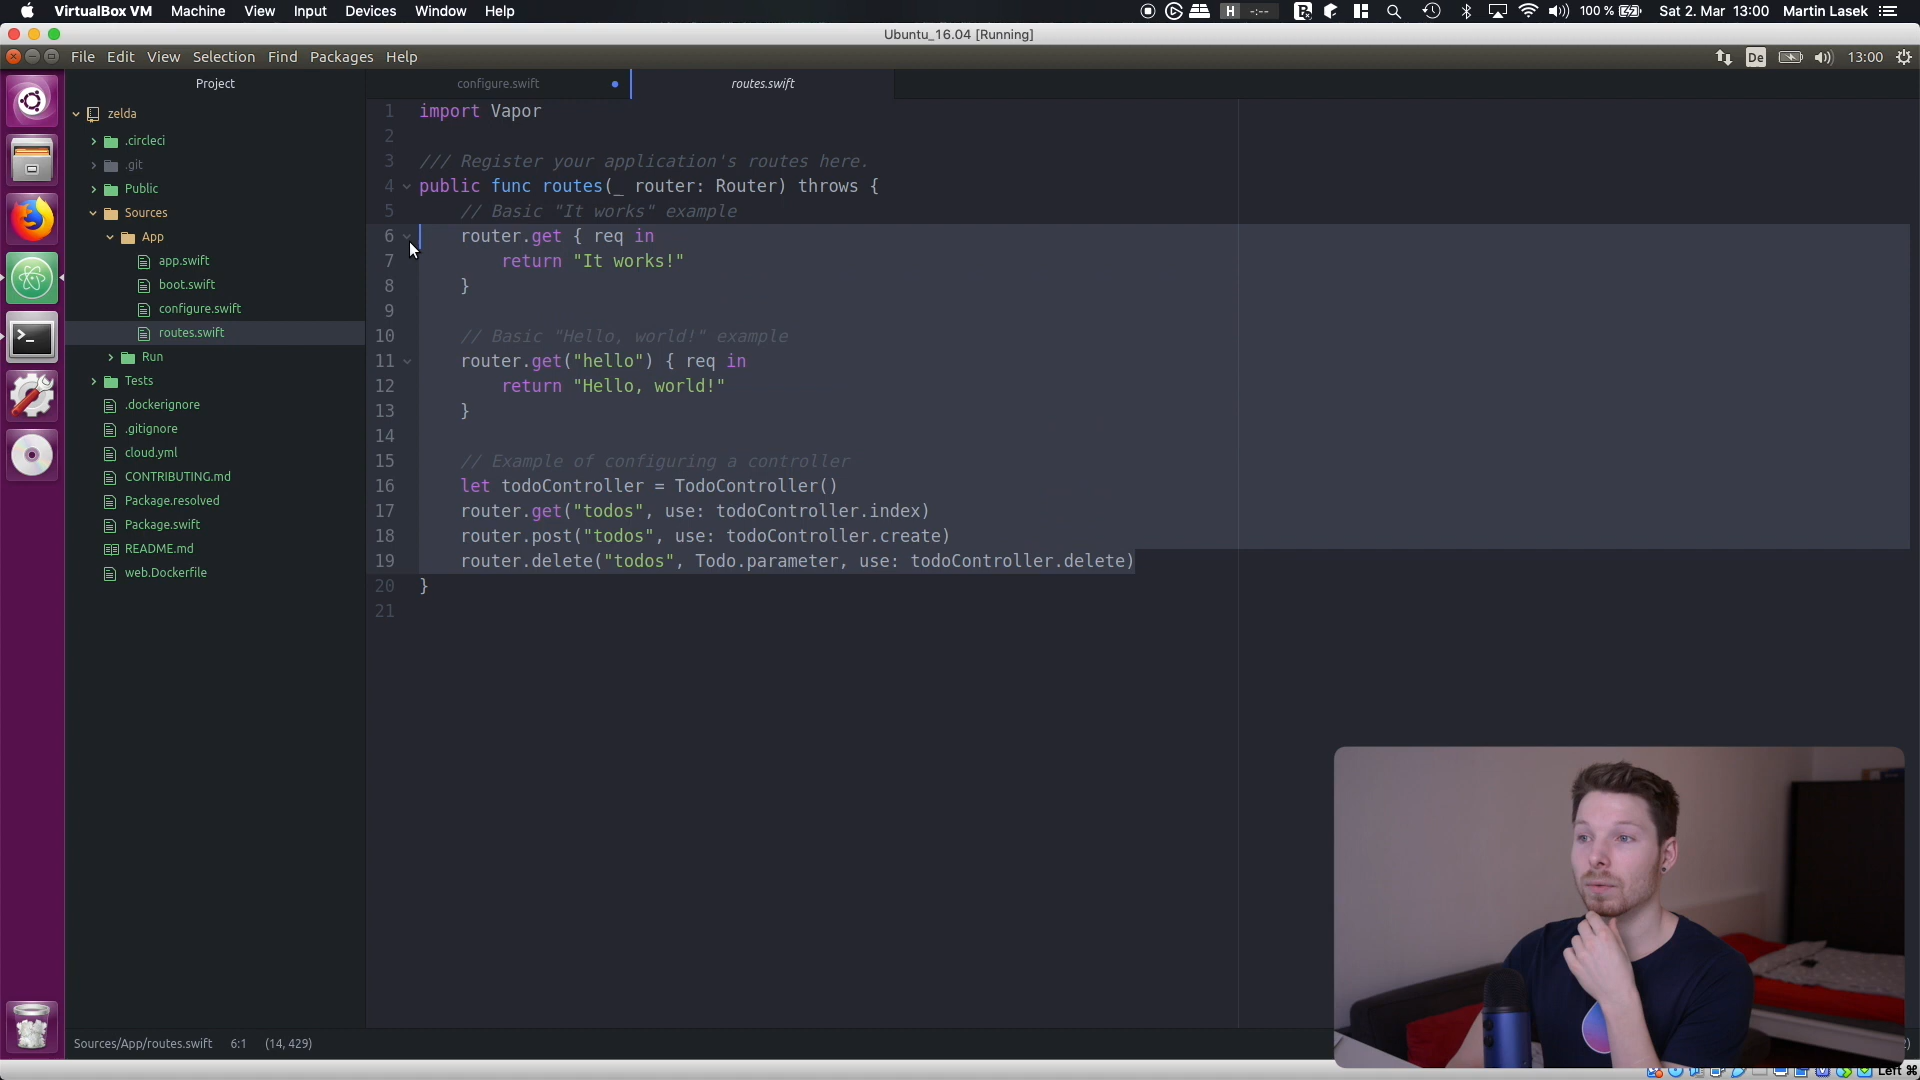 VirtualBox VM Machine View Input Devices Window Help
H -:-- 100 % Sat 2. Mar 13:00 Martin Lasek
Ubuntu_16.04 [Running]
File Edit View Selection Find Packages Help
De 13:00
Project
configure.swift
routes.swift
zelda
.circleci
.git
Public
Sources
App
app.swift
boot.swift
configure.swift
routes.swift
Run
Tests
.dockerignore
.gitignore
cloud.yml
CONTRIBUTING.md
Package.resolved
Package.swift
README.md
web.Dockerfile
1 import Vapor
2
3 /// Register your application's routes here.
4 public func routes(_ router: Router) throws {
5 // Basic "It works" example
6 router.get { req in
7 return "It works!"
8 }
9
10 // Basic "Hello, world!" example
11 router.get("hello") { req in
12 return "Hello, world!"
13 }
14
15 // Example of configuring a controller
16 let todoController = TodoController()
17 router.get("todos", use: todoController.index)
18 router.post("todos", use: todoController.create)
19 router.delete("todos", Todo.parameter, use: todoController.delete)
20 }
21
Sources/App/routes.swift 6:1 (14, 429)
Left ⌘